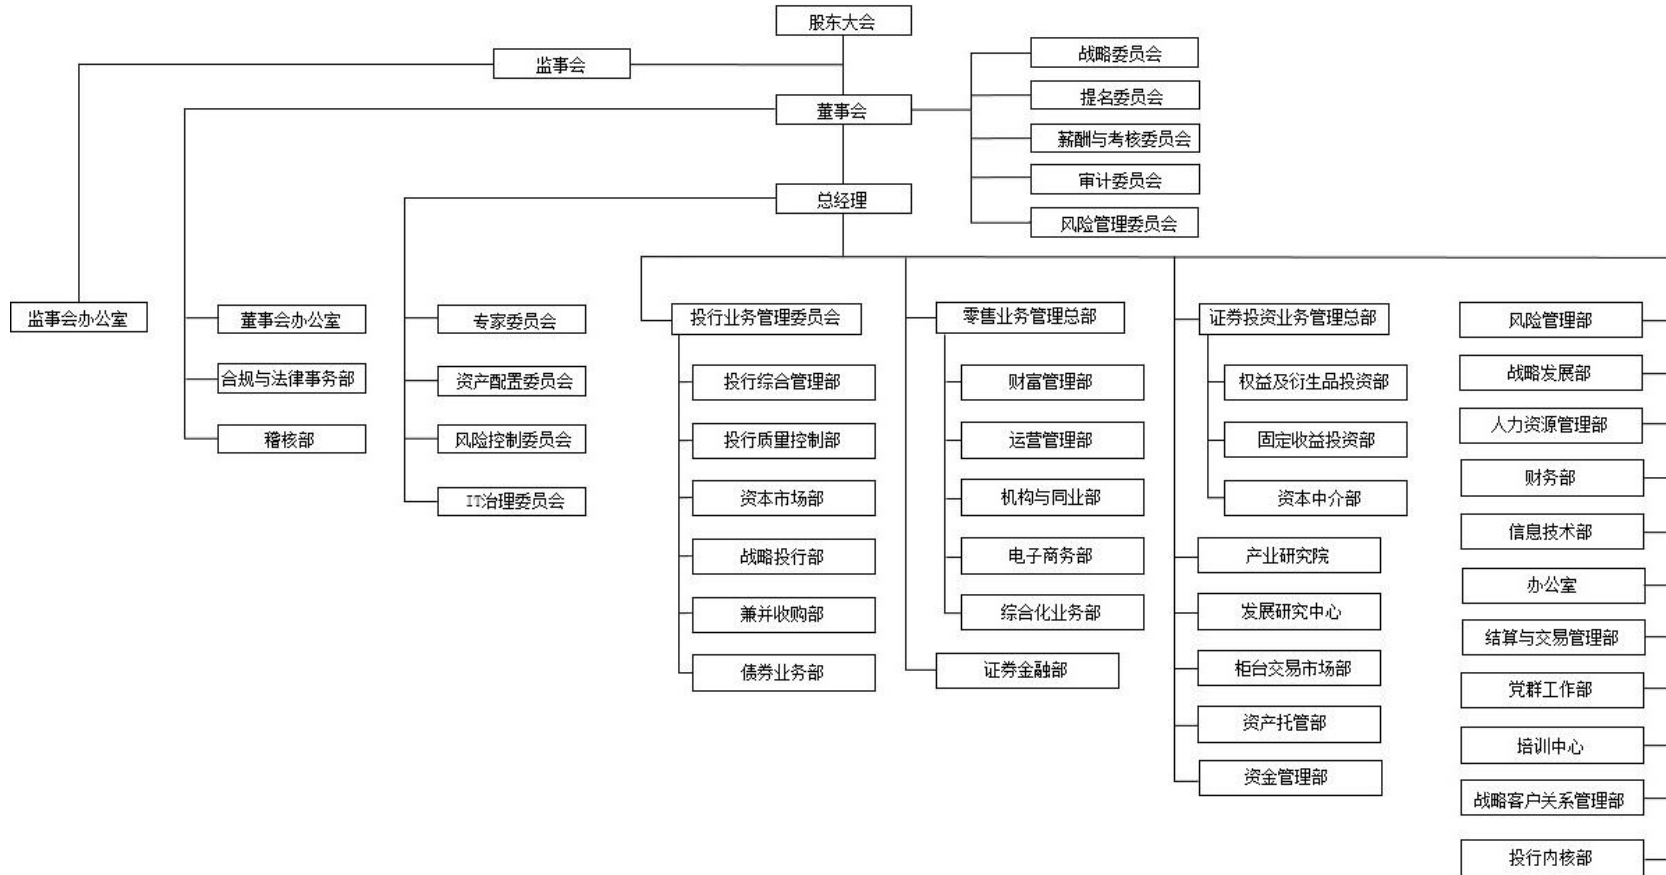 股东大会
监事会
董事会
战略委员会
提名委员会
薪酬与考核委员会
审计委员会
风险管理委员会
总经理
监事会办公室
董事会办公室
合规与法律事务部
稽核部
专家委员会
资产配置委员会
风险控制委员会
IT治理委员会
投行业务管理委员会
投行综合管理部
投行质量控制部
资本市场部
战略投行部
兼并收购部
债券业务部
零售业务管理总部
财富管理部
运营管理部
机构与同业部
电子商务部
综合化业务部
证券金融部
证券投资业务管理总部
权益及衍生品投资部
固定收益投资部
资本中介部
产业研究院
发展研究中心
柜台交易市场部
资产托管部
资金管理部
风险管理部
战略发展部
人力资源管理部
财务部
信息技术部
办公室
结算与交易管理部
党群工作部
培训中心
战略客户关系管理部
投行内核部